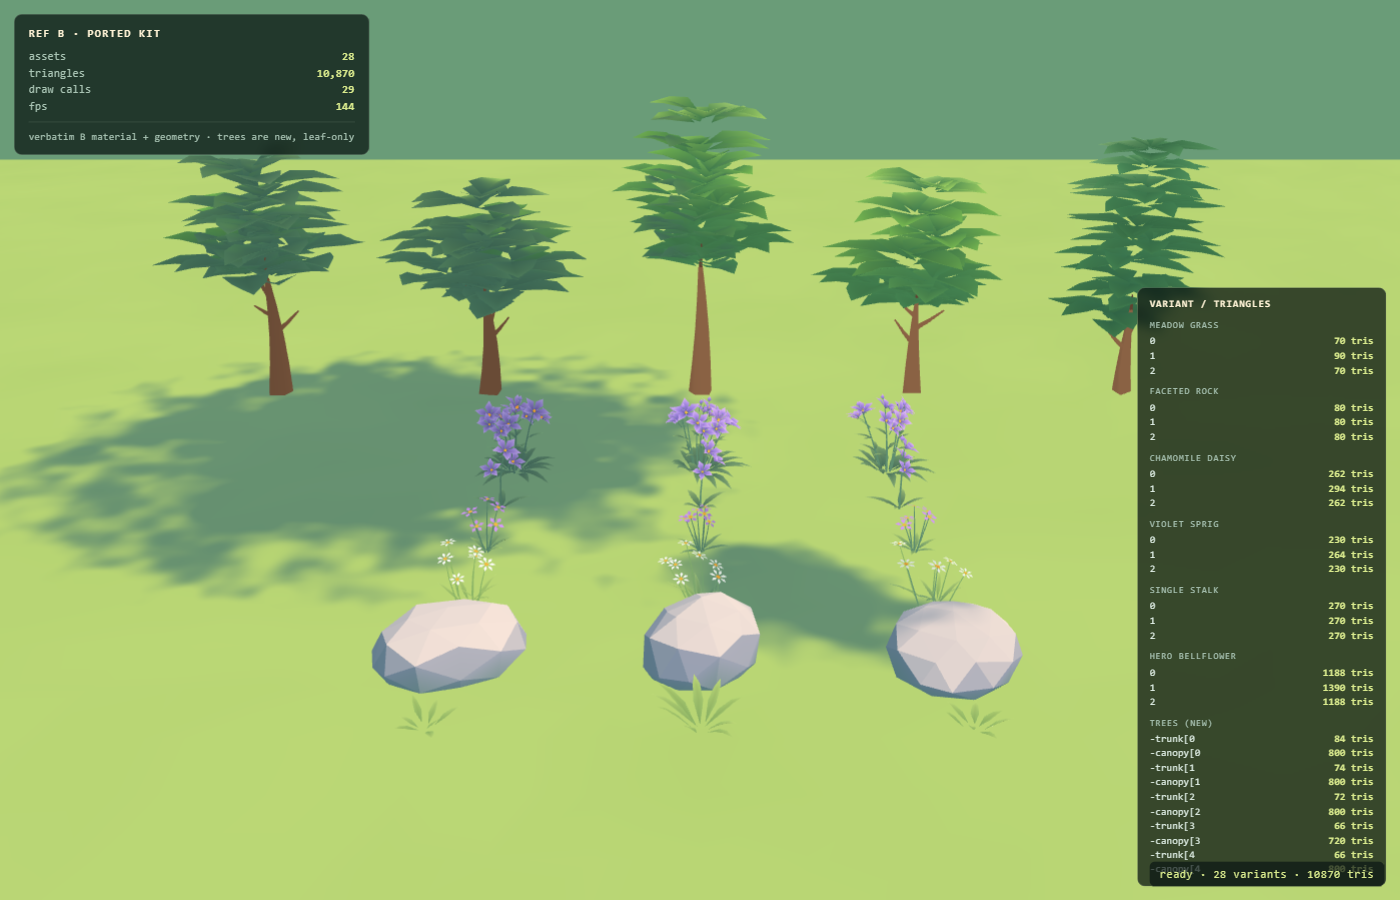 REF B · PORTED KIT
assets 28
triangles 10,870
draw calls 29
fps 144
verbatim B material + geometry · trees are new, leaf-only
VARIANT / TRIANGLES
MEADOW GRASS
0 70 tris
1 90 tris
2 70 tris
FACETED ROCK
0 80 tris
1 80 tris
2 80 tris
CHAMOMILE DAISY
0 262 tris
1 294 tris
2 262 tris
VIOLET SPRIG
0 230 tris
1 264 tris
2 230 tris
SINGLE STALK
0 270 tris
1 270 tris
2 270 tris
HERO BELLFLOWER
0 1188 tris
1 1390 tris
2 1188 tris
TREES (NEW)
-trunk[0 84 tris
-canopy[0 800 tris
-trunk[1 74 tris
-canopy[1 800 tris
-trunk[2 72 tris
-canopy[2 800 tris
-trunk[3 66 tris
-canopy[3 720 tris
-trunk[4 66 tris
-canopy[4 800 tris
ready · 28 variants · 10870 tris